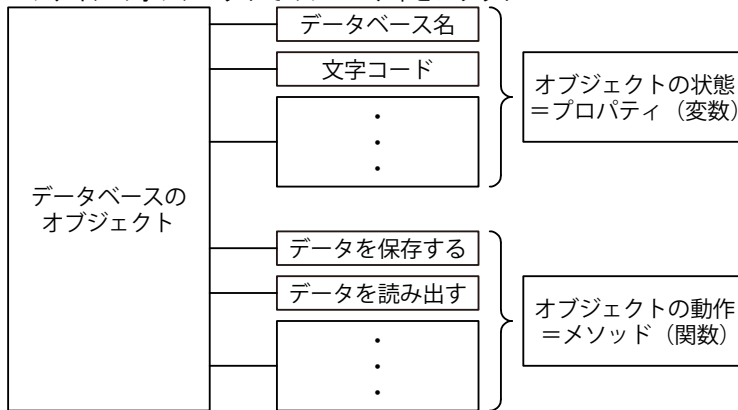 データベース名
文字コード
・
・
・
オブジェクトの状態
＝プロパティ（変数）
データベースの
オブジェクト
データを保存する
データを読み出す
・
・
・
オブジェクトの動作
＝メソッド（関数）